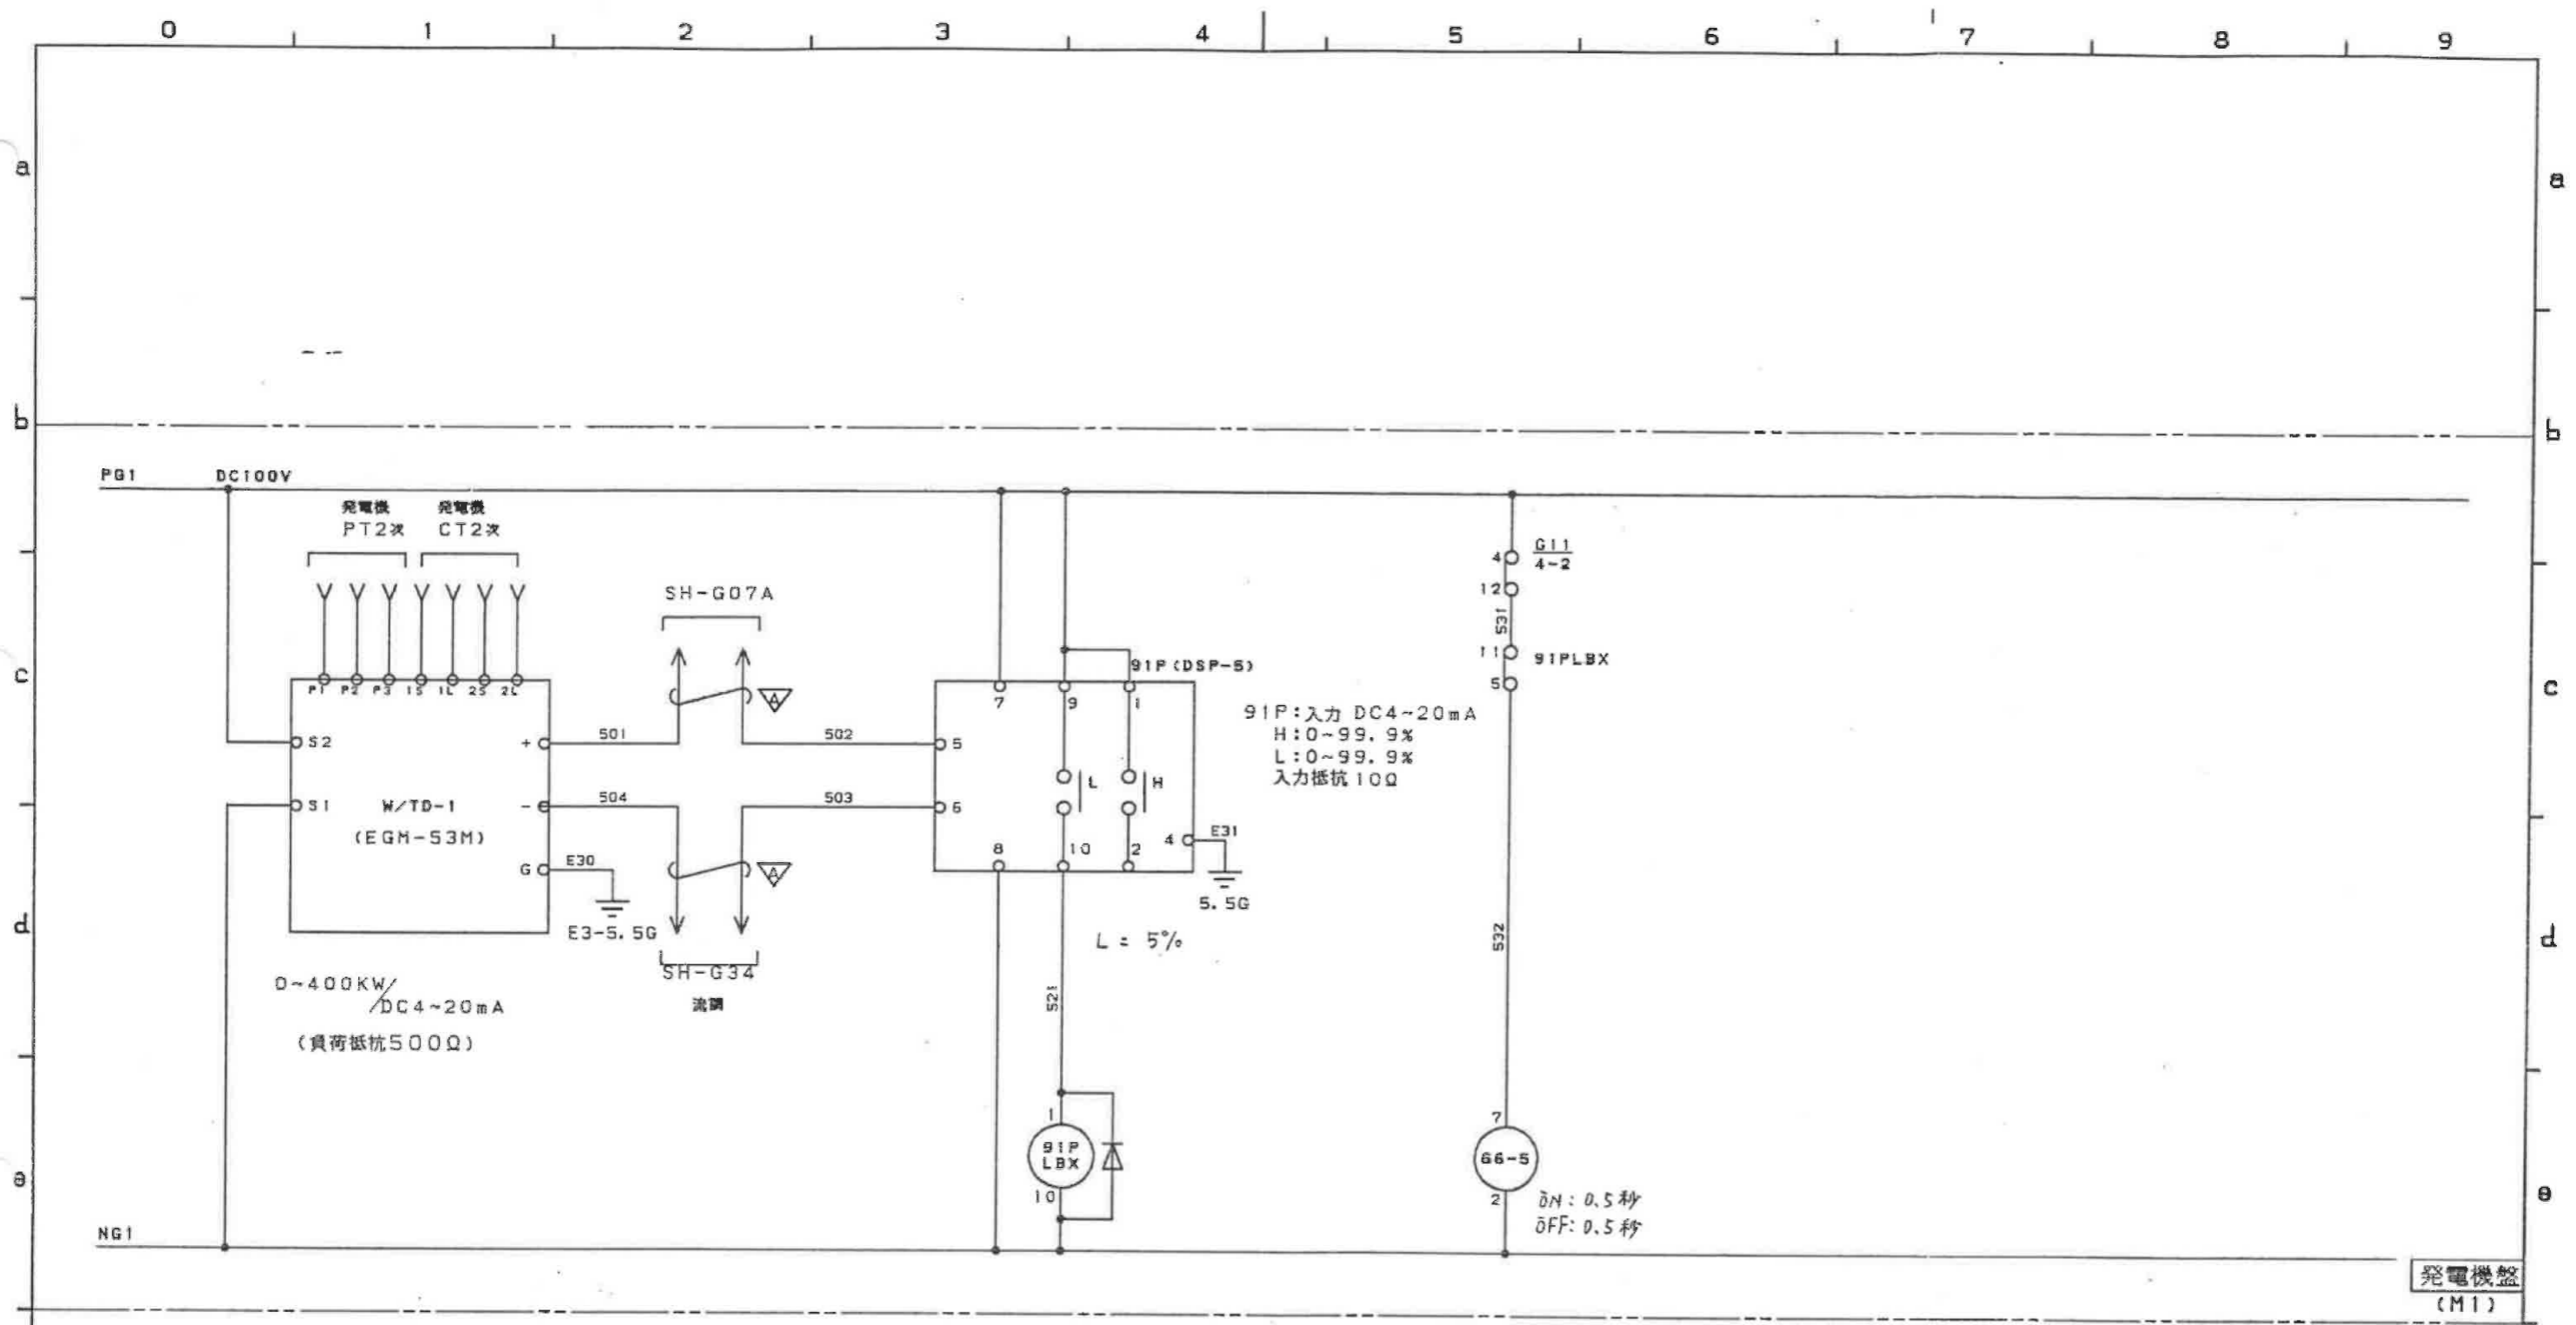 0 1 2 3 4 5 6 7 8 9
a a
b b
PG1 DC100V
発電機 発電機
PT2次 CT2次
4 G11
4-2
12
SH-G07A
531
11 91PLBX
5
c c
P1 P2 P3 1S 1L 2S 2L
91P(DSP-5)
7 9 1
91P:入力 DC4~20mA
H:0~99.9%
L:0~99.9%
入力抵抗10Ω
A
S2 + 501 502 5
L H
S1 W/TD-1 - 504 503 6
(EGM-53M)
8 10 2 4 E31
G E30
A
5.5G
E3-5.5G
d d
L = 5%
532
SH-G34
流調
0~400KW/DC4~20mA
521
(負荷抵抗500Ω)
1 7
91P
LBX
66-5
10 2
e e
ON: 0.5秒
OFF: 0.5秒
NG1
発電機盤
(M1)